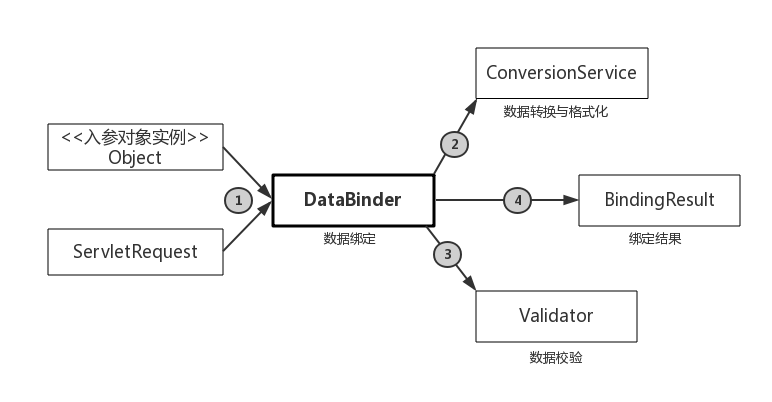 ConversionService
数据转换与格式化
<<入参对象实例>>
Object
2
1
DataBinder
数据绑定
4
BindingResult
绑定结果
ServletRequest
3
Validator
数据校验